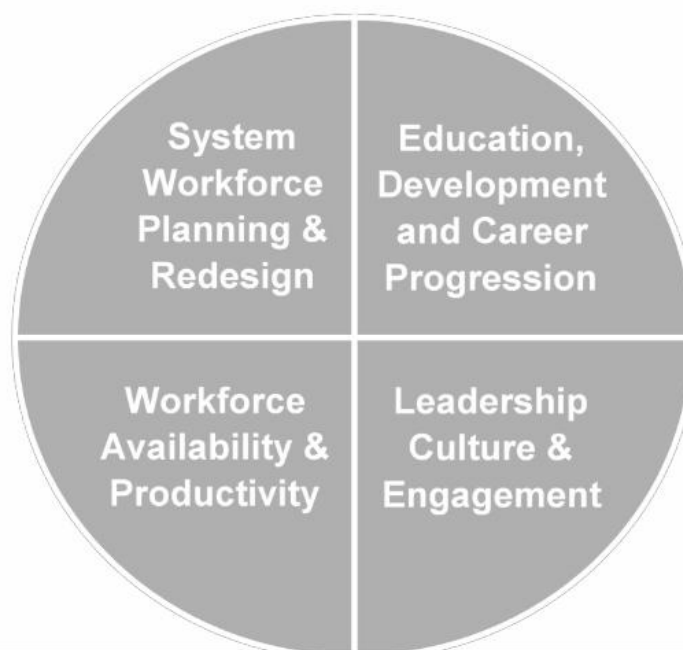 System
Workforce
Planning &
Redesign
Education,
Development
and Career
Progression
Workforce
Availability &
Productivity
Leadership
Culture &
Engagement